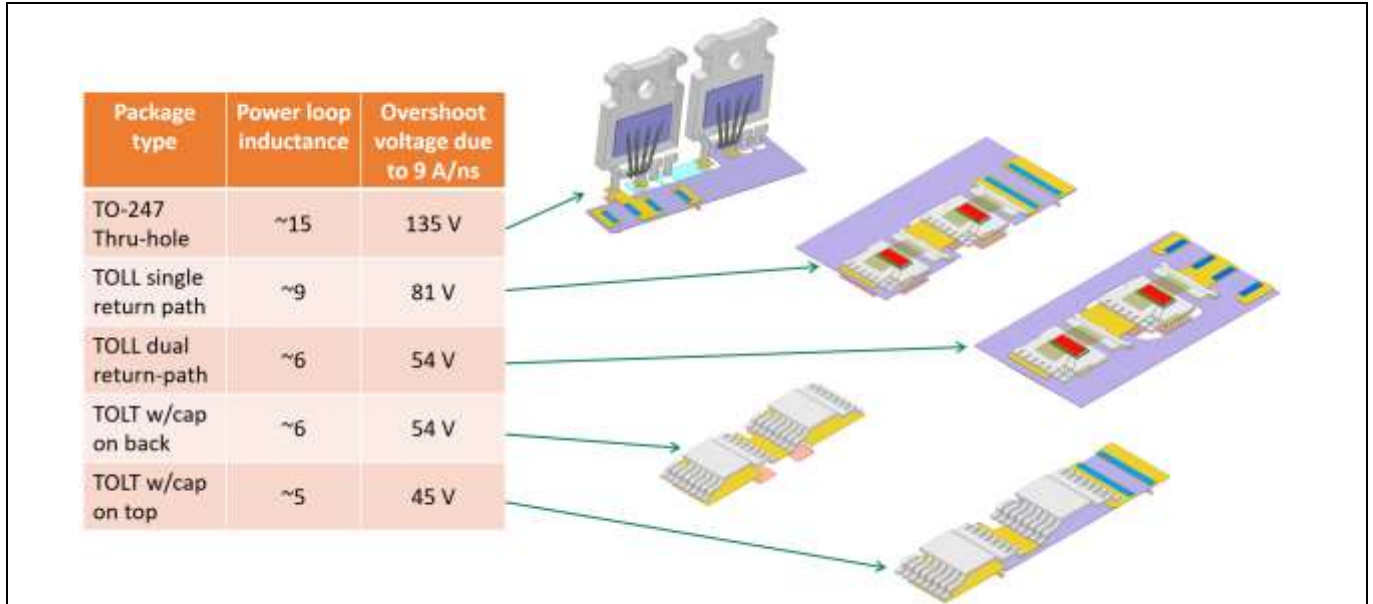 Package Power loop Overshoot
type inductance voltage due
to 9 A/ns
TO-247
Thru-hole ~15 135 V
TOLL single
return path ~9 81 V
TOLL dual
return-path ~6 54 V
TOLT w/cap
on back ~6 54 V
TOLT w/cap
on top ~5 45 V